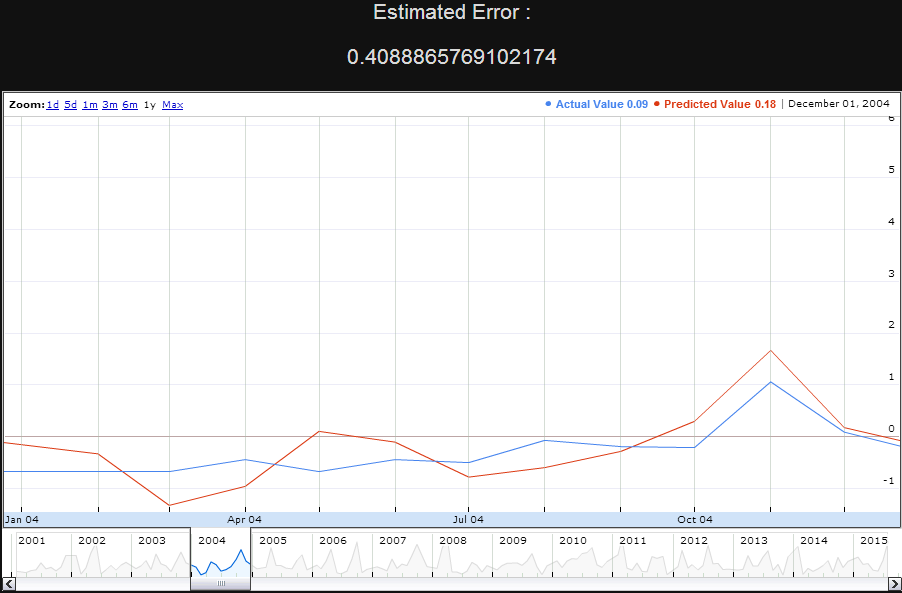 Estimated Error :
0.4088865769102174
Zoom: 1d 5d 1m 3m 6m 1y Max
Actual Value 0.09 Predicted Value 0.18 | December 01, 2004
6
5
4
3
2
1
0
-1
Jan 04 Apr 04 Jul 04 Oct 04
2001 2002 2003 2004 2005 2006 2007 2008 2009 2010 2011 2012 2013 2014 2015